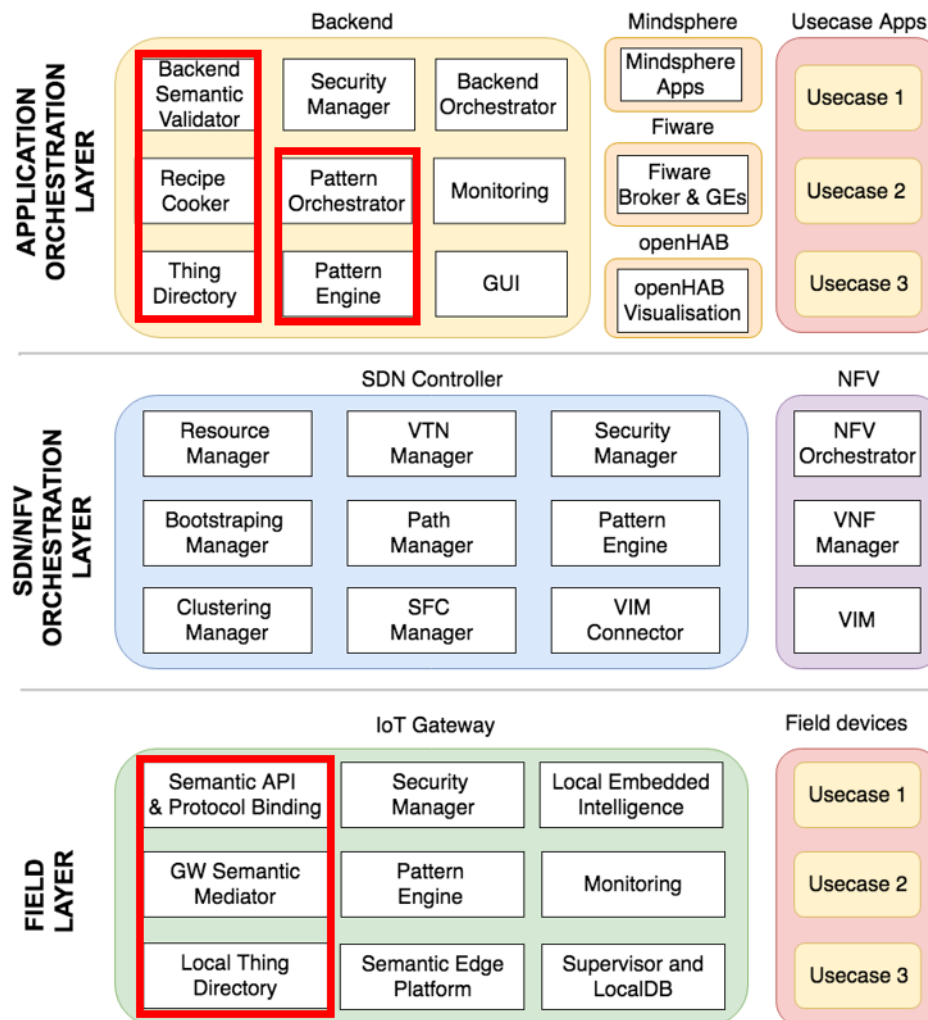 Backend
Mindsphere
Usecase Apps
APPLICATION
ORCHESTRATION
LAYER
Backend
Semantic
Validator
Security
Manager
Backend
Orchestrator
Mindsphere
Apps
Usecase 1
Fiware
Recipe
Cooker
Pattern
Orchestrator
Monitoring
Fiware
Broker & GEs
Usecase 2
openHAB
Thing
Directory
Pattern
Engine
GUI
openHAB
Visualisation
Usecase 3
SDN Controller
NFV
SDN/NFV
ORCHESTRATION
LAYER
Resource
Manager
VTN
Manager
Security
Manager
NFV
Orchestrator
Bootstraping
Manager
Path
Manager
Pattern
Engine
VNF
Manager
Clustering
Manager
SFC
Manager
VIM
Connector
VIM
IoT Gateway
Field devices
FIELD
LAYER
Semantic API
& Protocol Binding
Security
Manager
Local Embedded
Intelligence
Usecase 1
GW Semantic
Mediator
Pattern
Engine
Monitoring
Usecase 2
Local Thing
Directory
Semantic Edge
Platform
Supervisor and
LocalDB
Usecase 3